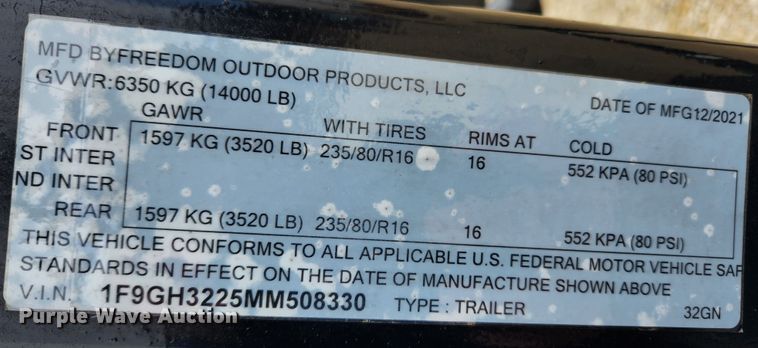 MFD BYFREEDOM OUTDOOR PRODUCTS, LLC
GVWR:6350 KG (14000 LB) DATE OF MFG12/2021
GAWR WITH TIRES RIMS AT COLD
FRONT 1597 KG (3520 LB) 235/80/R16 16 552 KPA (80 PSI)
ST INTER
ND INTER
REAR 1597 KG (3520 LB) 235/80/R16 16 552 KPA (80 PSI)
THIS VEHICLE CONFORMS TO ALL APPLICABLE U.S. FEDERAL MOTOR VEHICLE SAF
STANDARDS IN EFFECT ON THE DATE OF MANUFACTURE SHOWN ABOVE
V.I.N. 1F9GH3225MM508330 TYPE : TRAILER 32GN
Purple Wave Auction